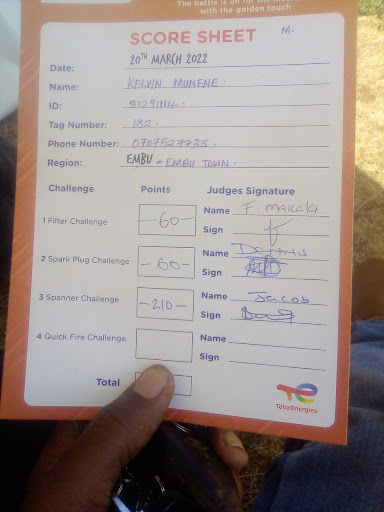 The battle is on for the
with the golden touch
SCORE SHEET M.
Date: 20TH MARCH 2022
Name: KELVIN MUNENE.
ID:
Tag Number: 182.
Phone Number: 0707527738.
Region: EMBU - EMBU TOWN.
Challenge Points Judges Signature
1 Filter Challenge -60- Name F. Maicala
Sign
2 Spark Plug Challenge -60- Name Dennis
Sign
3 Spanner Challenge -210- Name Jacob
Sign
4 Quick Fire Challenge Name
Sign
Total
TotalEnergies